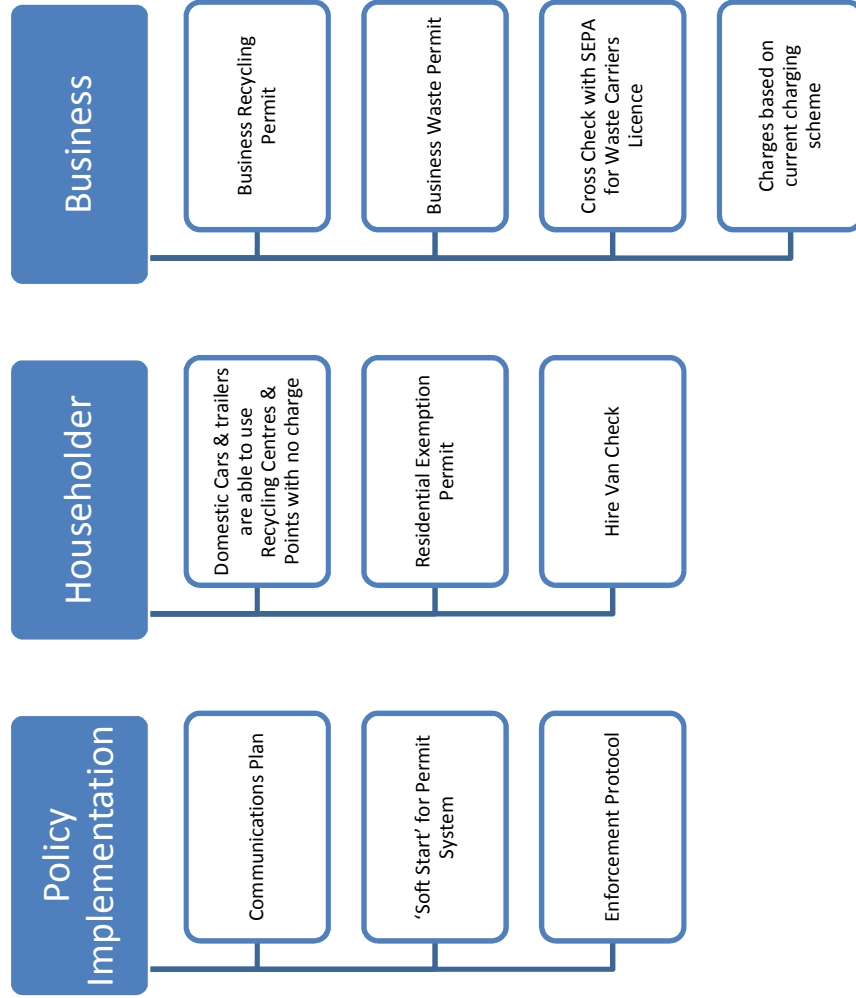 Policy
Implementation
Communications Plan
‘Soft Start’ for Permit
System
Enforcement Protocol
Householder
Domestic Cars & trailers
are able to use
Recycling Centres &
Points with no charge
Residential Exemption
Permit
Hire Van Check
Business
Business Recycling
Permit
Business Waste Permit
Cross Check with SEPA
for Waste Carriers
Licence
Charges based on
current charging
scheme